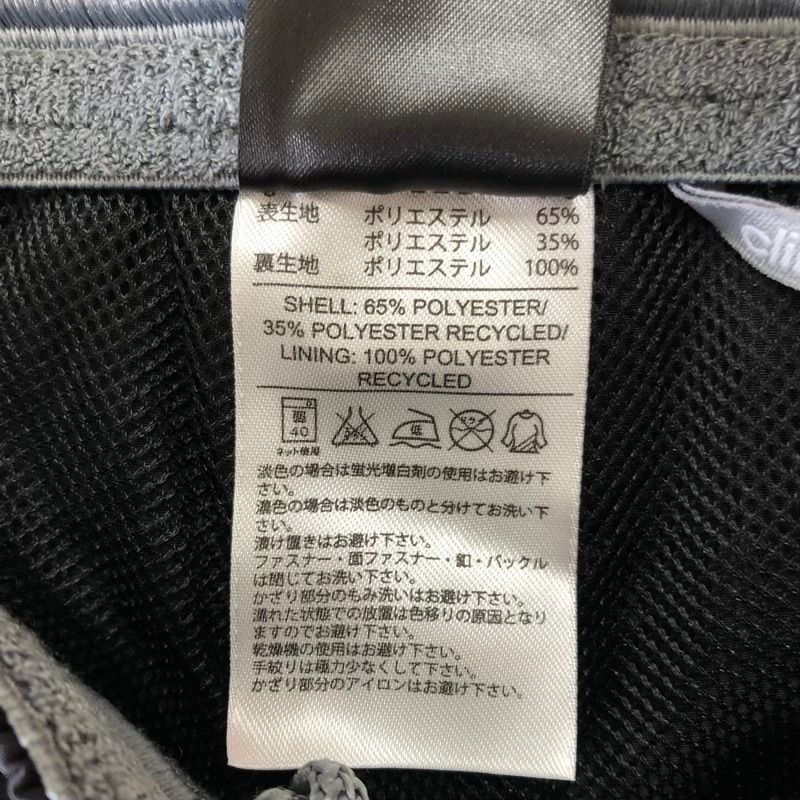 表生地 ポリエステル 65%
ポリエステル 35%
裏生地 ポリエステル 100%
SHELL: 65% POLYESTER/
35% POLYESTER RECYCLED/
LINING: 100% POLYESTER
RECYCLED
40
ネット使用
低
淡色の場合は蛍光増白剤の使用はお避け下
さい。
濃色の場合は淡色のものと分けてお洗い下
さい。
漬け置きはお避け下さい。
ファスナー・面ファスナー・釦・バックル
は閉じてお洗い下さい。
かざり部分のもみ洗いはお避け下さい。
濡れた状態での放置は色移りの原因となり
ますのでお避け下さい。
乾燥機の使用はお避け下さい。
手絞りは極力少なくして下さい。
かざり部分のアイロンはお避け下さい。